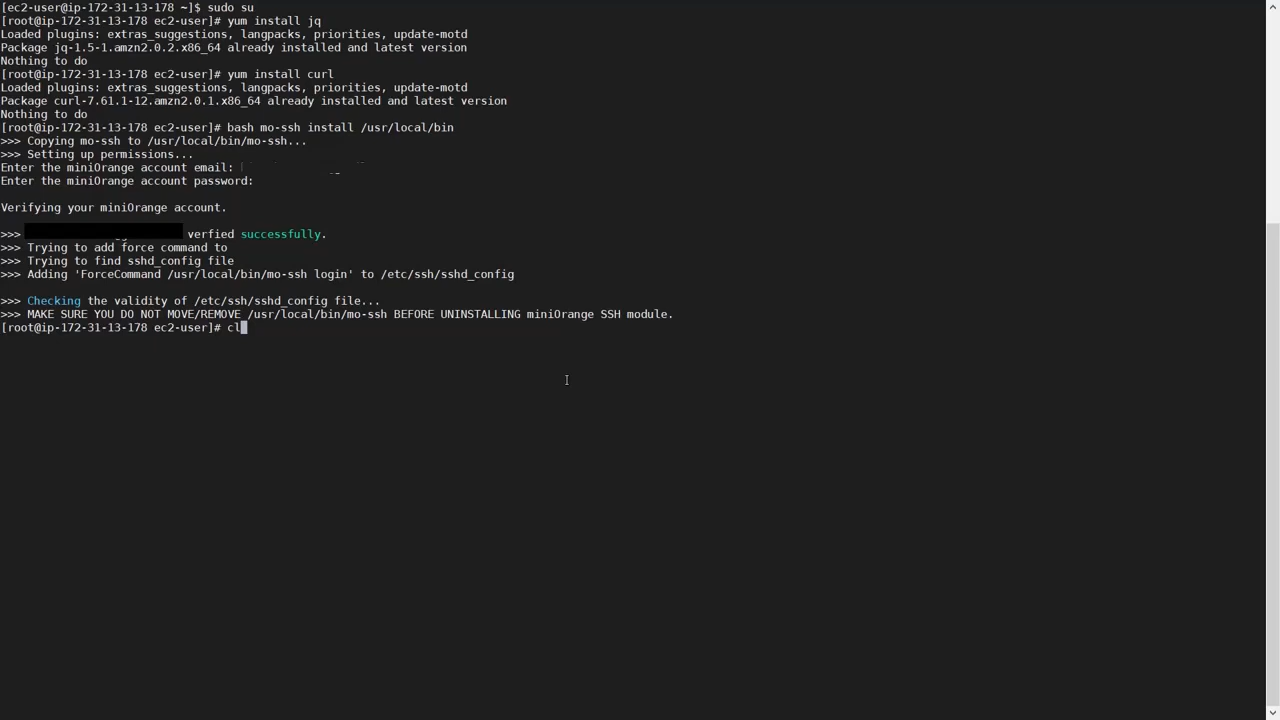 [ec2-user@ip-172-31-13-178 ~]$ sudo su
[root@ip-172-31-13-178 ec2-user]# yum install jq
Loaded plugins: extras_suggestions, langpacks, priorities, update-motd
Package jq-1.5-1.amzn2.0.2.x86_64 already installed and latest version
Nothing to do
[root@ip-172-31-13-178 ec2-user]# yum install curl
Loaded plugins: extras_suggestions, langpacks, priorities, update-motd
Package curl-7.61.1-12.amzn2.0.1.x86_64 already installed and latest version
Nothing to do
[root@ip-172-31-13-178 ec2-user]# bash mo-ssh install /usr/local/bin
>>> Copying mo-ssh to /usr/local/bin/mo-ssh...
>>> Setting up permissions...
Enter the miniOrange account email:
Enter the miniOrange account password:
Verifying your miniOrange account.
>>> verfied successfully.
>>> Trying to add force command to
>>> Trying to find sshd_config file
>>> Adding 'ForceCommand /usr/local/bin/mo-ssh login' to /etc/ssh/sshd_config
>>> Checking the validity of /etc/ssh/sshd_config file...
>>> MAKE SURE YOU DO NOT MOVE/REMOVE /usr/local/bin/mo-ssh BEFORE UNINSTALLING miniOrange SSH module.
[root@ip-172-31-13-178 ec2-user]# cl